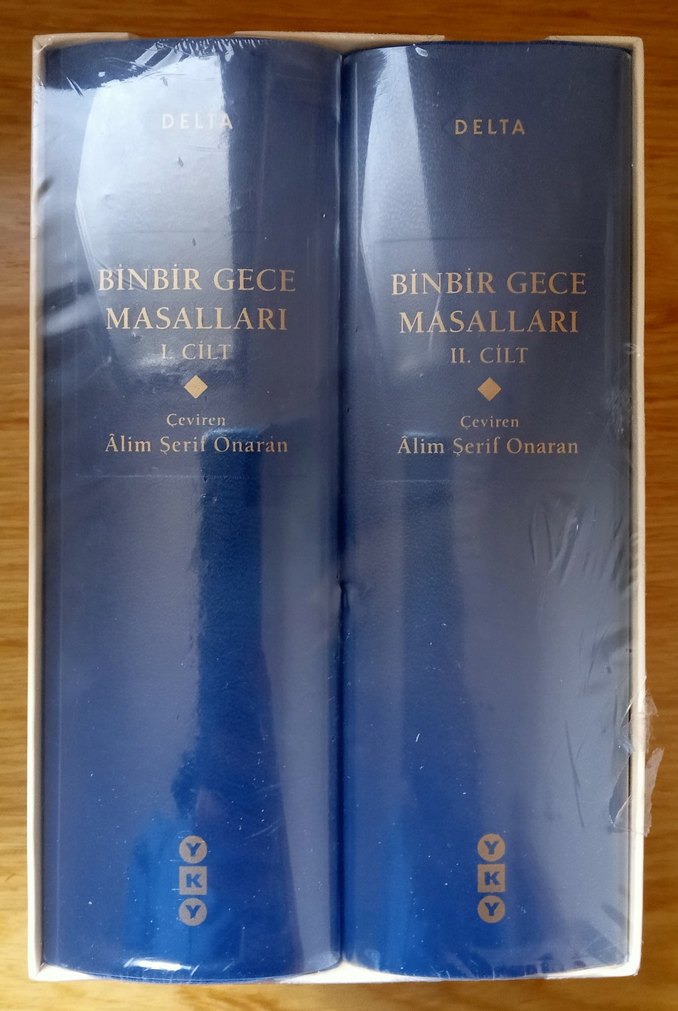 DELTA
BİNBİR GECE
MASALLARI
I. CİLT
Çeviren
Âlim Şerif Onaran
Y
K
Y
DELTA
BİNBİR GECE
MASALLARI
II. CİLT
Çeviren
Âlim Şerif Onaran
Y
K
Y